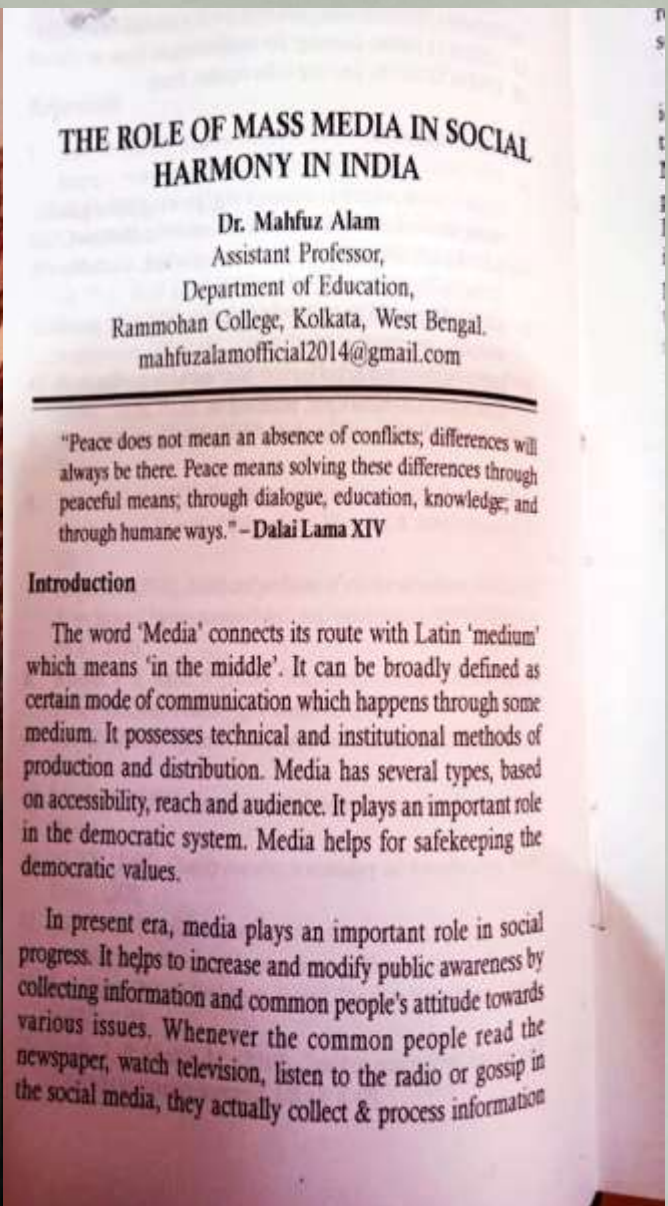 THE ROLE OF MASS MEDIA IN SOCIAL
HARMONY IN INDIA
Dr. Mahfuz Alam
Assistant Professor,
Department of Education,
Rammohan College, Kolkata, West Bengal.
mahfuzalamofficial2014@gmail.com
“Peace does not mean an absence of conflicts; differences will
always be there. Peace means solving these differences through
peaceful means; through dialogue, education, knowledge; and
through humane ways.” – Dalai Lama XIV
Introduction
The word ‘Media’ connects its route with Latin ‘medium’
which means ‘in the middle’. It can be broadly defined as
certain mode of communication which happens through some
medium. It possesses technical and institutional methods of
production and distribution. Media has several types, based
on accessibility, reach and audience. It plays an important role
in the democratic system. Media helps for safekeeping the
democratic values.
In present era, media plays an important role in social
progress. It helps to increase and modify public awareness by
collecting information and common people’s attitude towards
various issues. Whenever the common people read the
newspaper, watch television, listen to the radio or gossip in
the social media, they actually collect & process information